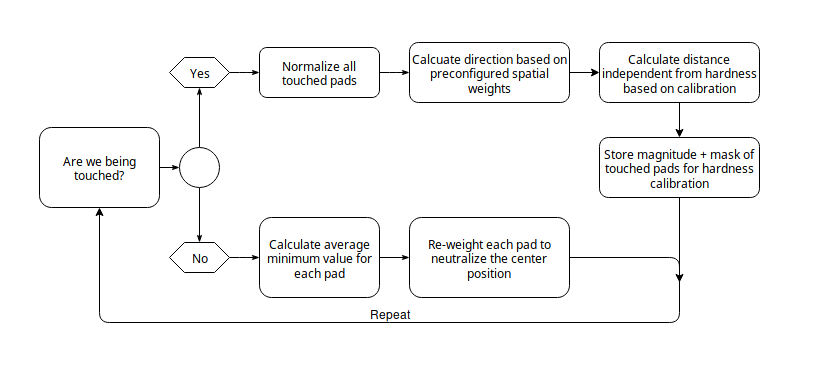 Are we being
touched?
Yes
Normalize all
touched pads
Calcuate direction based on
preconfigured spatial
weights
Calculate distance
independent from hardness
based on calibration
Store magnitude + mask of
touched pads for hardness
calibration
No
Calculate average
minimum value for
each pad
Re-weight each pad to
neutralize the center
position
Repeat